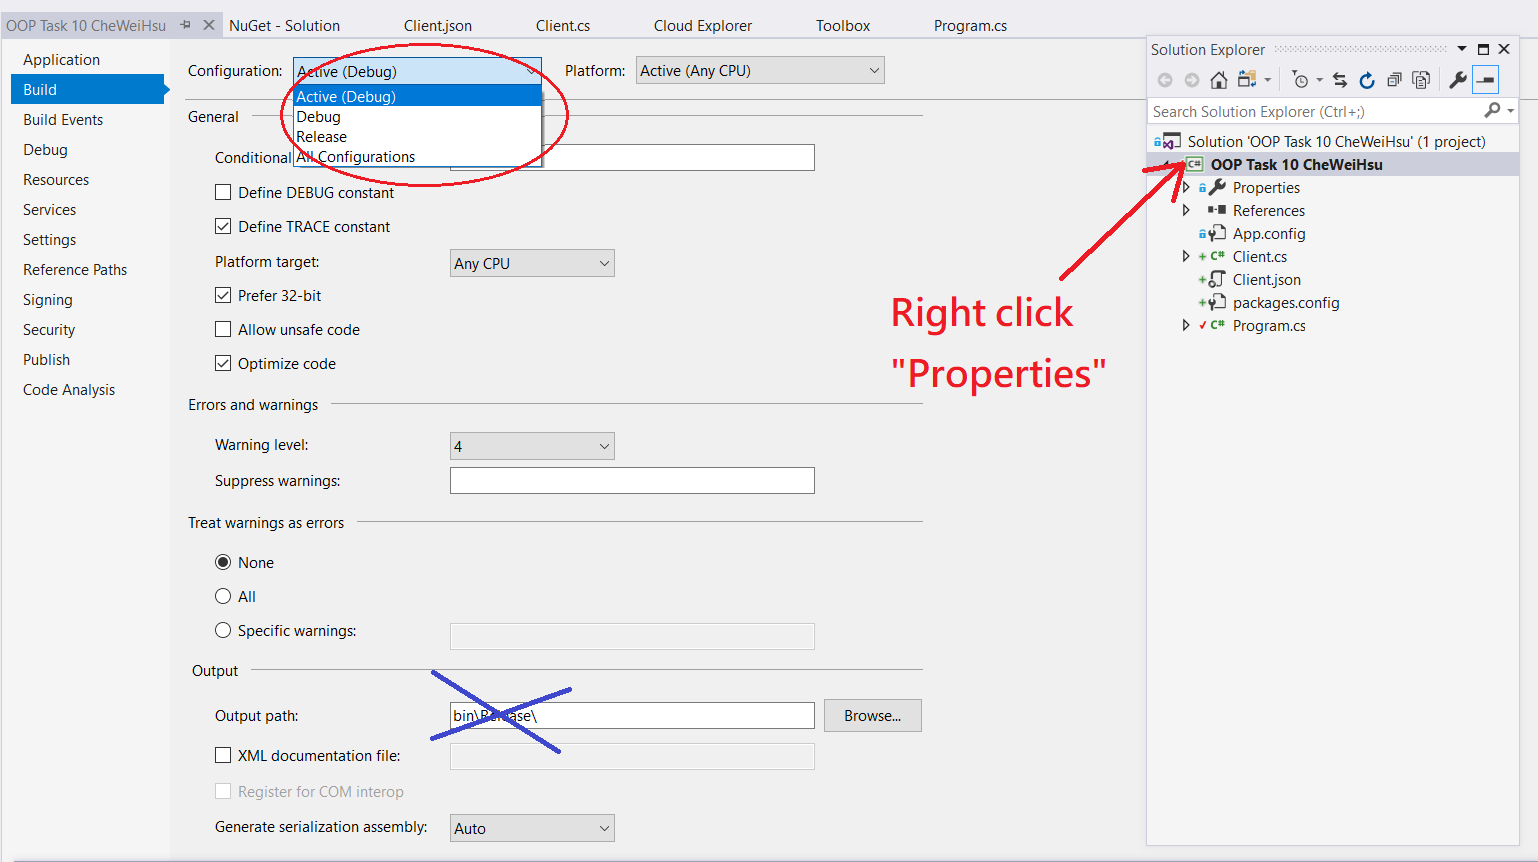 OOP Task 10 CheWeiHsu
NuGet - Solution
Client.json
Client.cs
Cloud Explorer
Toolbox
Program.cs
Application
Build
Build Events
Debug
Resources
Services
Settings
Reference Paths
Signing
Security
Publish
Code Analysis
Configuration: Active (Debug)
Platform: Active (Any CPU)
Active (Debug)
Debug
Release
All Configurations
General
Conditional
Define DEBUG constant
Define TRACE constant
Platform target: Any CPU
Prefer 32-bit
Allow unsafe code
Optimize code
Errors and warnings
Warning level: 4
Suppress warnings:
Treat warnings as errors
None
All
Specific warnings:
Output
Output path: bin\Release\ Browse...
XML documentation file:
Register for COM interop
Generate serialization assembly: Auto
Solution Explorer
Search Solution Explorer (Ctrl+;)
Solution 'OOP Task 10 CheWeiHsu' (1 project)
C# OOP Task 10 CheWeiHsu
Properties
References
App.config
C# Client.cs
Client.json
packages.config
C# Program.cs
Right click
"Properties"